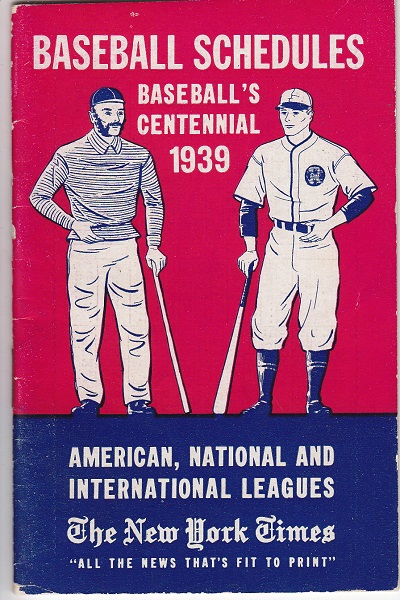 BASEBALL SCHEDULES
BASEBALL'S
CENTENNIAL
1939
AMERICAN, NATIONAL AND
INTERNATIONAL LEAGUES
The New York Times
"ALL THE NEWS THAT'S FIT TO PRINT"